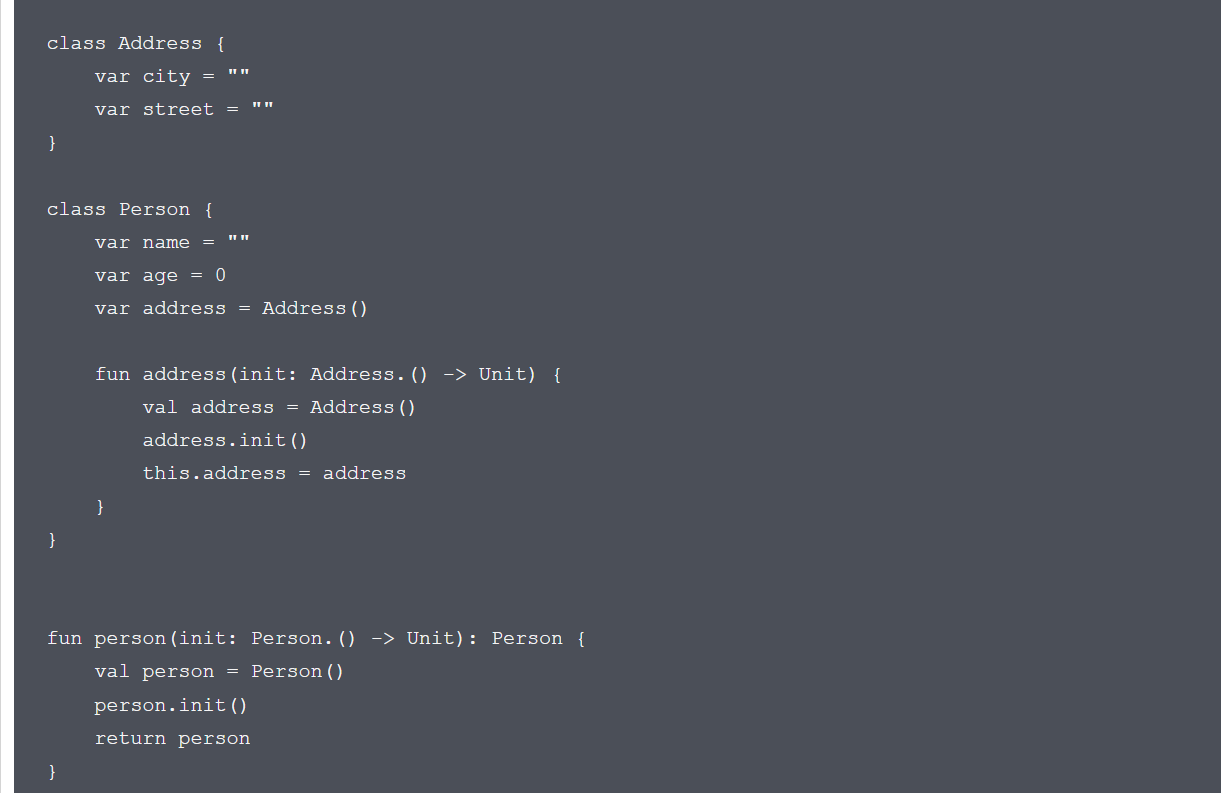 class Address {
    var city = ""
    var street = ""
}

class Person {
    var name = ""
    var age = 0
    var address = Address()

    fun address(init: Address.() -> Unit) {
        val address = Address()
        address.init()
        this.address = address
    }
}


fun person(init: Person.() -> Unit): Person {
    val person = Person()
    person.init()
    return person
}